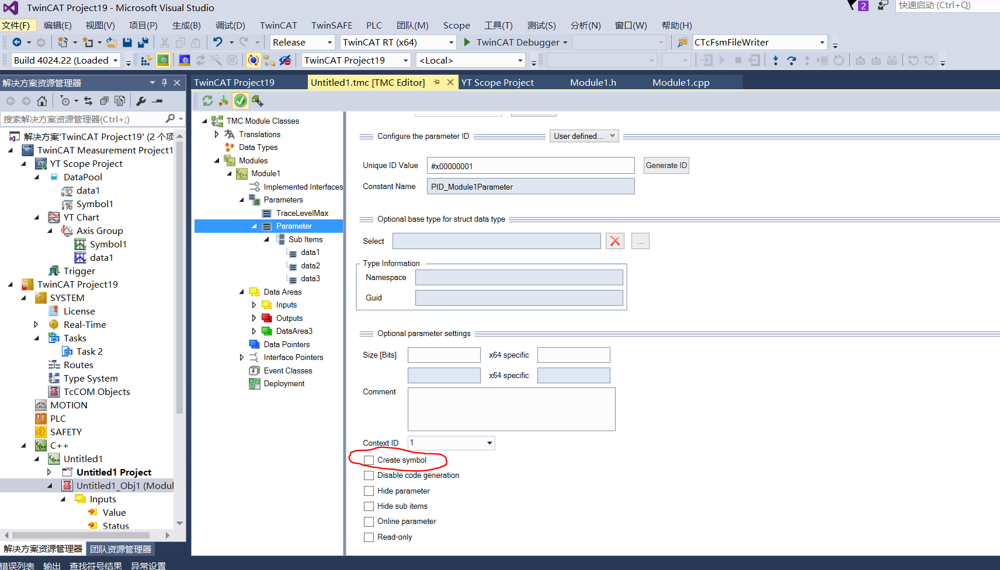 TwinCAT Project19 - Microsoft Visual Studio
2
快速启动 (Ctrl+Q)
文件(F) 编辑(E) 视图(V) 项目(P) 生成(B) 调试(D) TwinCAT TwinSAFE PLC 团队(M) Scope 工具(T) 测试(S) 分析(N) 窗口(W) 帮助(H)
Release TwinCAT RT (x64) TwinCAT Debugger CTcFsmFileWriter
Build 4024.22 (Loaded) TwinCAT Project19 <Local>
解决方案资源管理器
搜索解决方案资源管理器(Ctrl+;)
解决方案'TwinCAT Project19' (2 个项
TwinCAT Measurement Project1
YT Scope Project
DataPool
data1
Symbol1
YT Chart
Axis Group
Symbol1
data1
Trigger
TwinCAT Project19
SYSTEM
License
Real-Time
Tasks
Task 2
Routes
Type System
TcCOM Objects
MOTION
PLC
SAFETY
C++
Untitled1
Untitled1 Project
Untitled1_Obj1 (Modul
Inputs
Value
Status
解决方案资源管理器 团队资源管理器
错误列表 输出 查找符号结果 异常设置
TwinCAT Project19 Untitled1.tmc [TMC Editor] YT Scope Project Module1.h Module1.cpp
TMC Module Classes
Translations
Data Types
Modules
Module1
Implemented Interfaces
Parameters
TraceLevelMax
Parameter
Sub Items
data1
data2
data3
Data Areas
Inputs
Outputs
DataArea3
Data Pointers
Interface Pointers
Event Classes
Deployment
Configure the parameter ID User defined...
Unique ID Value #x00000001 Generate ID
Constant Name PID_Module1Parameter
Optional base type for struct data type
Select ...
Type Information
Namespace
Guid
Optional parameter settings
Size [Bits] x64 specific
x64 specific
Comment
Context ID 1
Create symbol
Disable code generation
Hide parameter
Hide sub items
Online parameter
Read-only